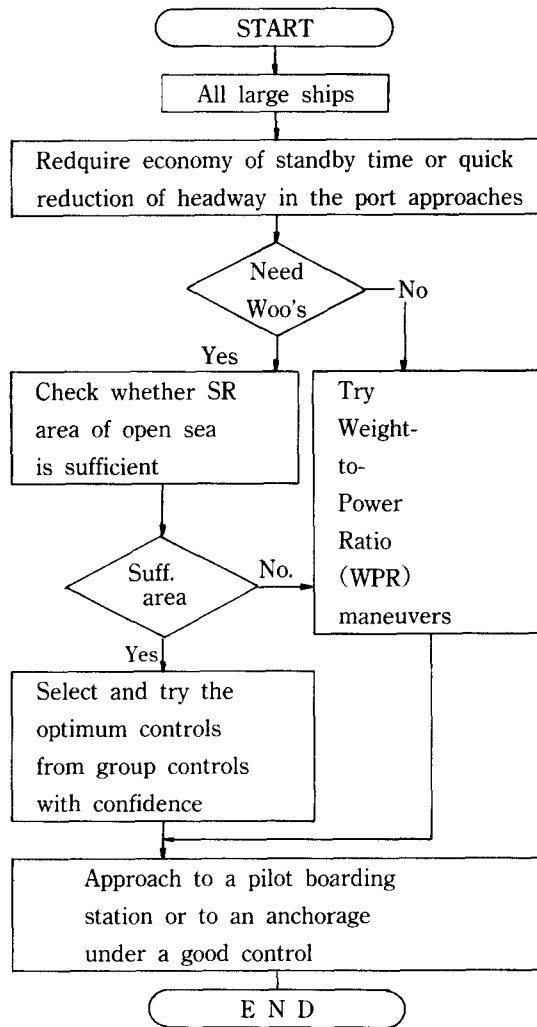 START
All large ships
Redquire economy of standby time or quick
reduction of headway in the port approaches
Need
Woo's
No
Yes
Check whether SR
area of open sea
is sufficient
Try
Weight-
to-
Power
Ratio
(WPR)
maneuvers
Suff.
area
No.
Yes
Select and try the
optimum controls
from group controls
with confidence
Approach to a pilot boarding
station or to an anchorage
under a good control
E N D